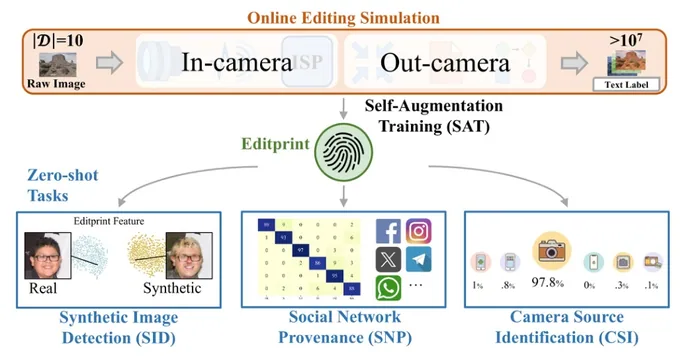 Online Editing Simulation
|𝒟|=10
Raw Image
In-camera
ISP
Out-camera
>10⁷
Text Label
Self-Augmentation
Training (SAT)
Editprint
Zero-shot
Tasks
Editprint Feature
Real
Synthetic
Synthetic Image
Detection (SID)
...
Social Network
Provenance (SNP)
1%
.8%
97.8%
0%
.3%
.1%
Camera Source
Identification (CSI)